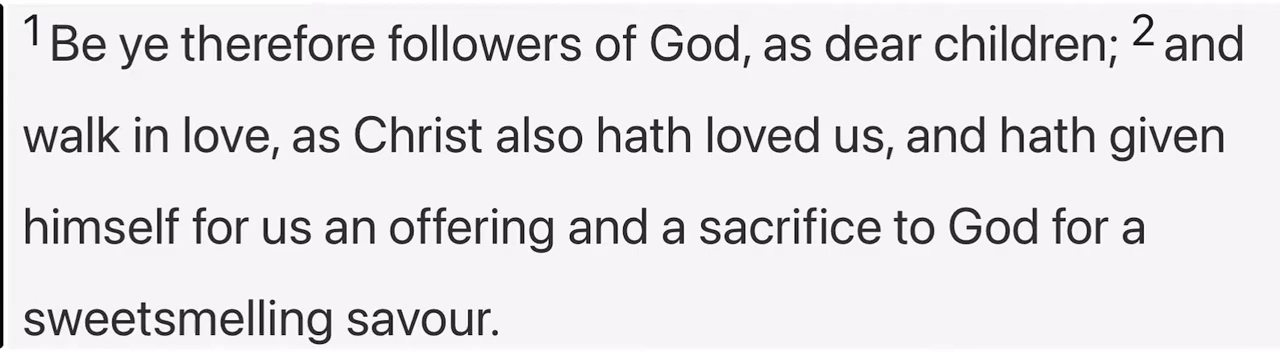 1 Be ye therefore followers of God, as dear children; 2 and
walk in love, as Christ also hath loved us, and hath given
himself for us an offering and a sacrifice to God for a
sweetsmelling savour.